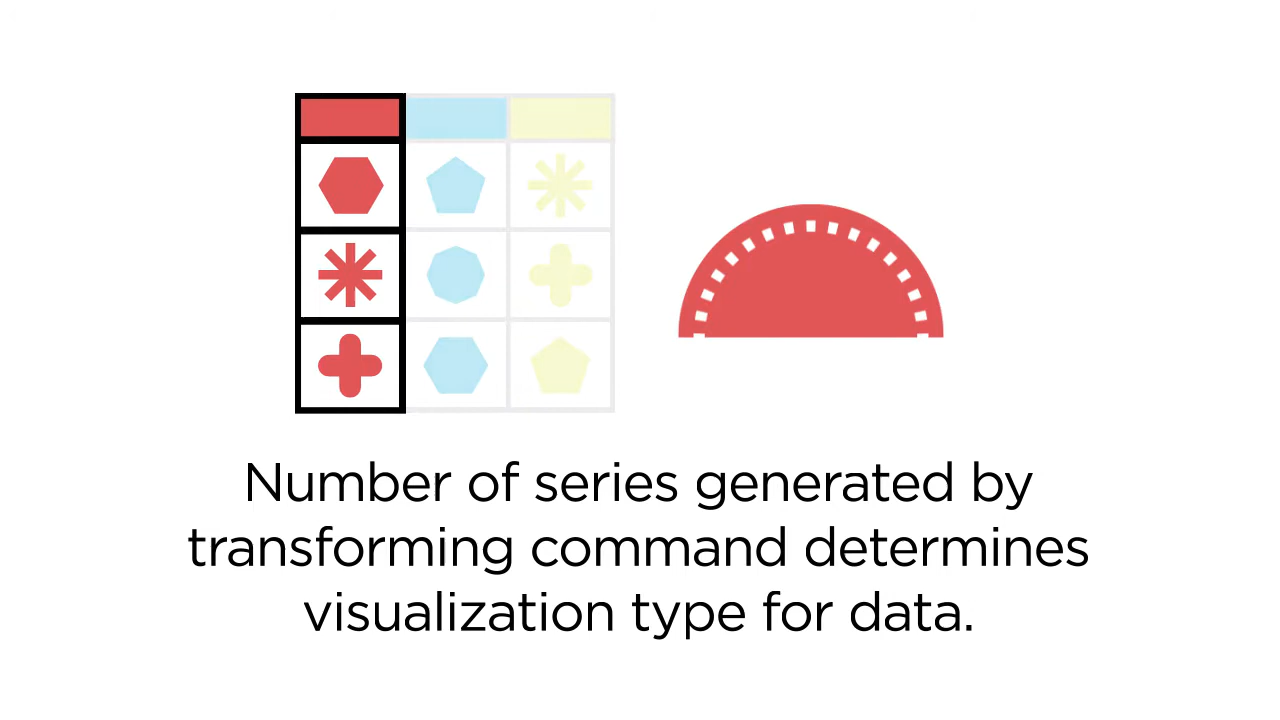 Number of series generated by
transforming command determines
visualization type for data.